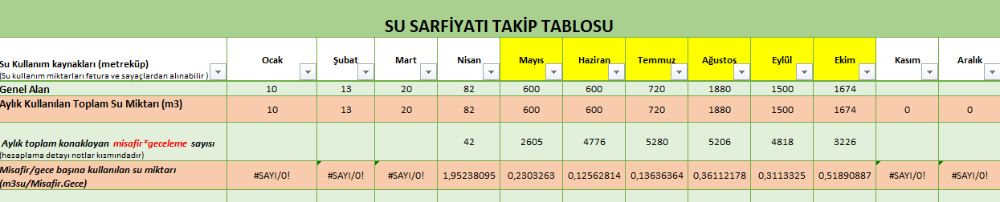 SU SARFİYATI TAKİP TABLOSU
Su Kullanım kaynakları (metreküp)
(Su kullanım miktarları fatura ve sayaçlardan alınabilir )
Ocak Şubat Mart Nisan Mayıs Haziran Temmuz Ağustos Eylül Ekim Kasım Aralık
Genel Alan 10 13 20 82 600 600 720 1880 1500 1674
Aylık Kullanılan Toplam Su Miktarı (m3) 10 13 20 82 600 600 720 1880 1500 1674 0 0
Aylık toplam konaklayan misafir*geceleme sayısı 42 2605 4776 5280 5206 4818 3226
(hesaplama detayı notlar kısmındadır)
Misafir/gece başına kullanılan su miktarı
(m3su/Misafir.Gece)
#SAYI/0! #SAYI/0! #SAYI/0! 1,95238095 0,2303263 0,12562814 0,13636364 0,36112178 0,3113325 0,51890887 #SAYI/0! #SAYI/0!